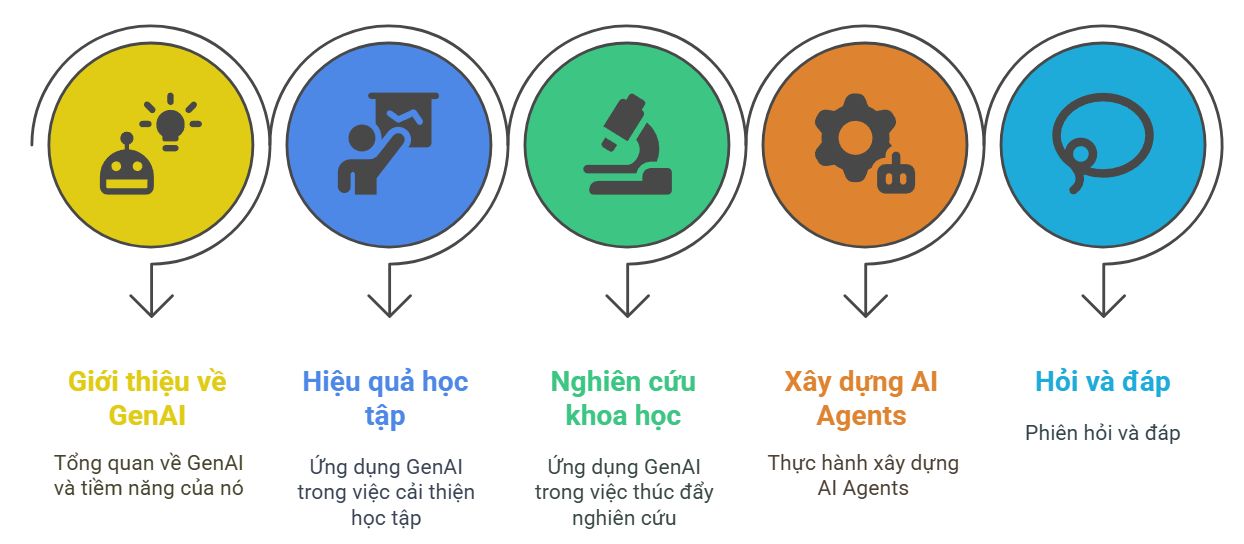 Giới thiệu về
GenAI
Tổng quan về GenAI
và tiềm năng của nó
Hiệu quả học
tập
Ứng dụng GenAI
trong việc cải thiện
học tập
Nghiên cứu
khoa học
Ứng dụng GenAI
trong việc thúc đẩy
nghiên cứu
Xây dựng AI
Agents
Thực hành xây dựng
AI Agents
Hỏi và đáp
Phiên hỏi và đáp